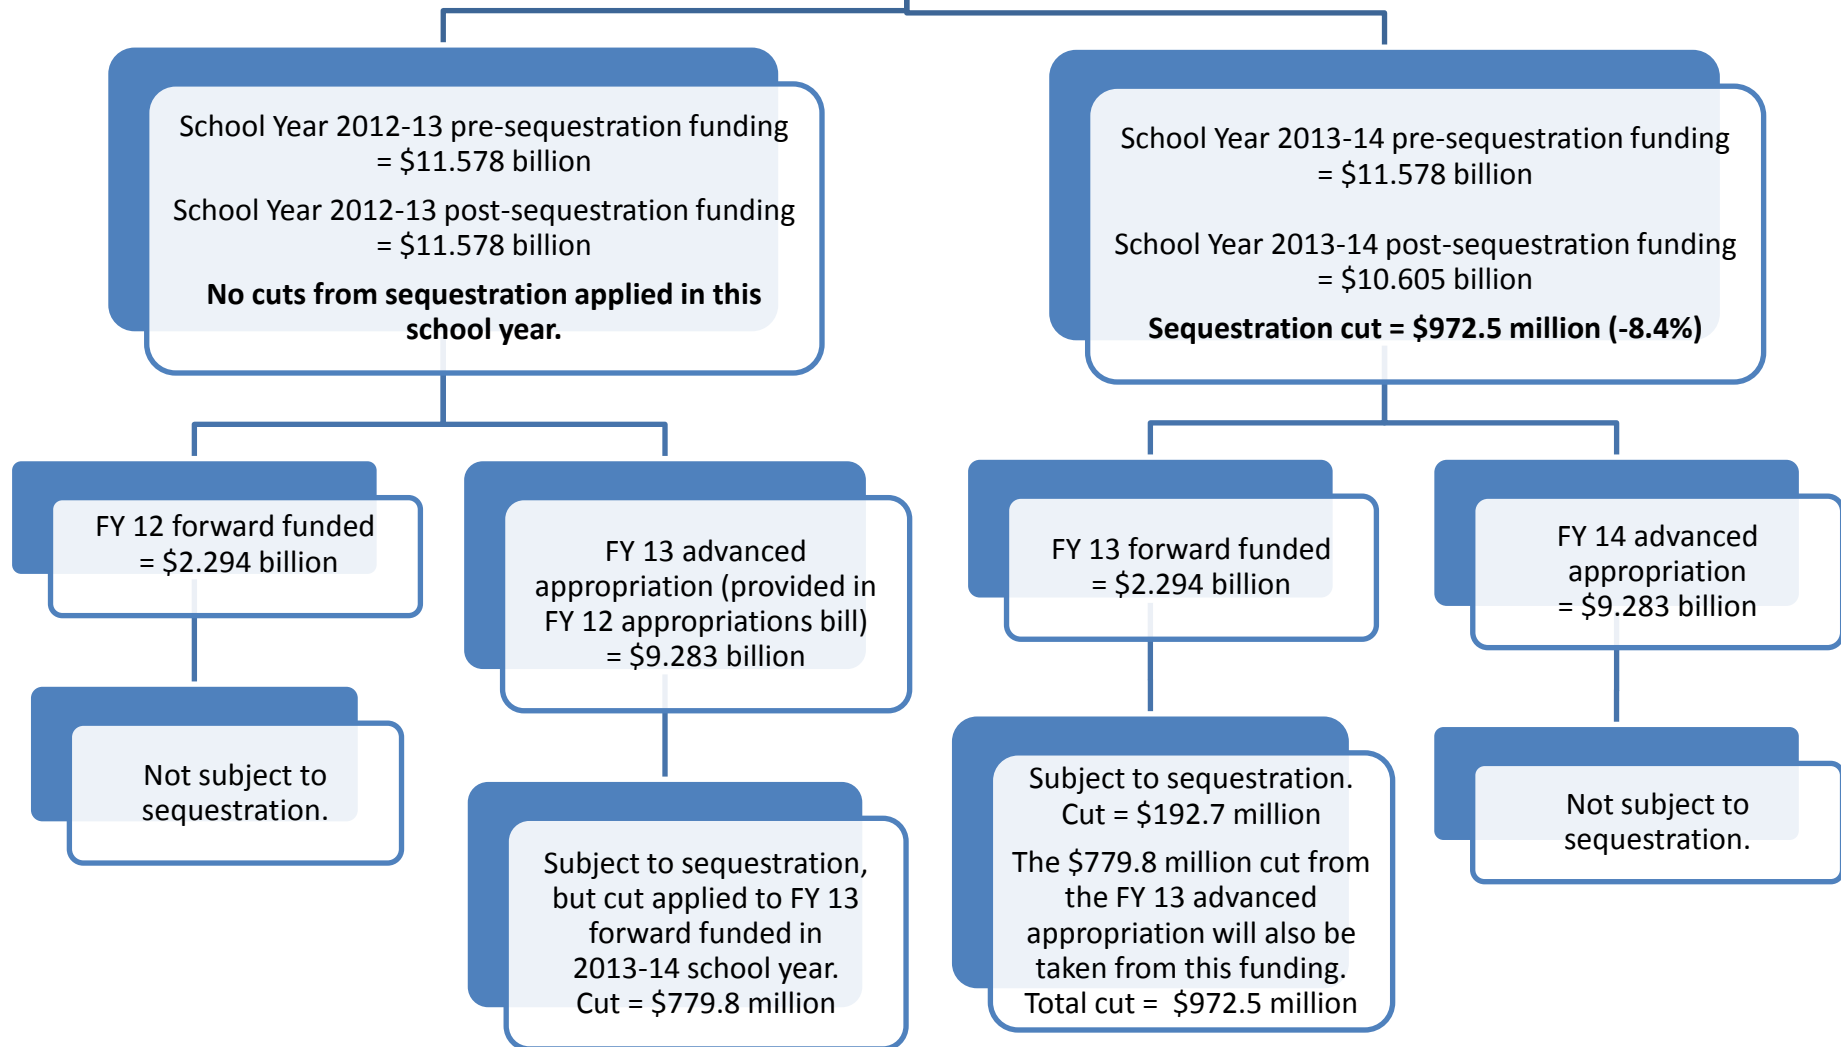 School Year 2012-13 pre-sequestration funding
= $11.578 billion
School Year 2012-13 post-sequestration funding
= $11.578 billion
No cuts from sequestration applied in this
school year.
School Year 2013-14 pre-sequestration funding
= $11.578 billion
School Year 2013-14 post-sequestration funding
= $10.605 billion
Sequestration cut = $972.5 million (-8.4%)
FY 12 forward funded
= $2.294 billion
FY 13 advanced
appropriation (provided in
FY 12 appropriations bill)
= $9.283 billion
FY 13 forward funded
= $2.294 billion
FY 14 advanced
appropriation
= $9.283 billion
Not subject to
sequestration.
Subject to sequestration,
but cut applied to FY 13
forward funded in
2013-14 school year.
Cut = $779.8 million
Subject to sequestration.
Cut = $192.7 million
The $779.8 million cut from
the FY 13 advanced
appropriation will also be
taken from this funding.
Total cut = $972.5 million
Not subject to
sequestration.